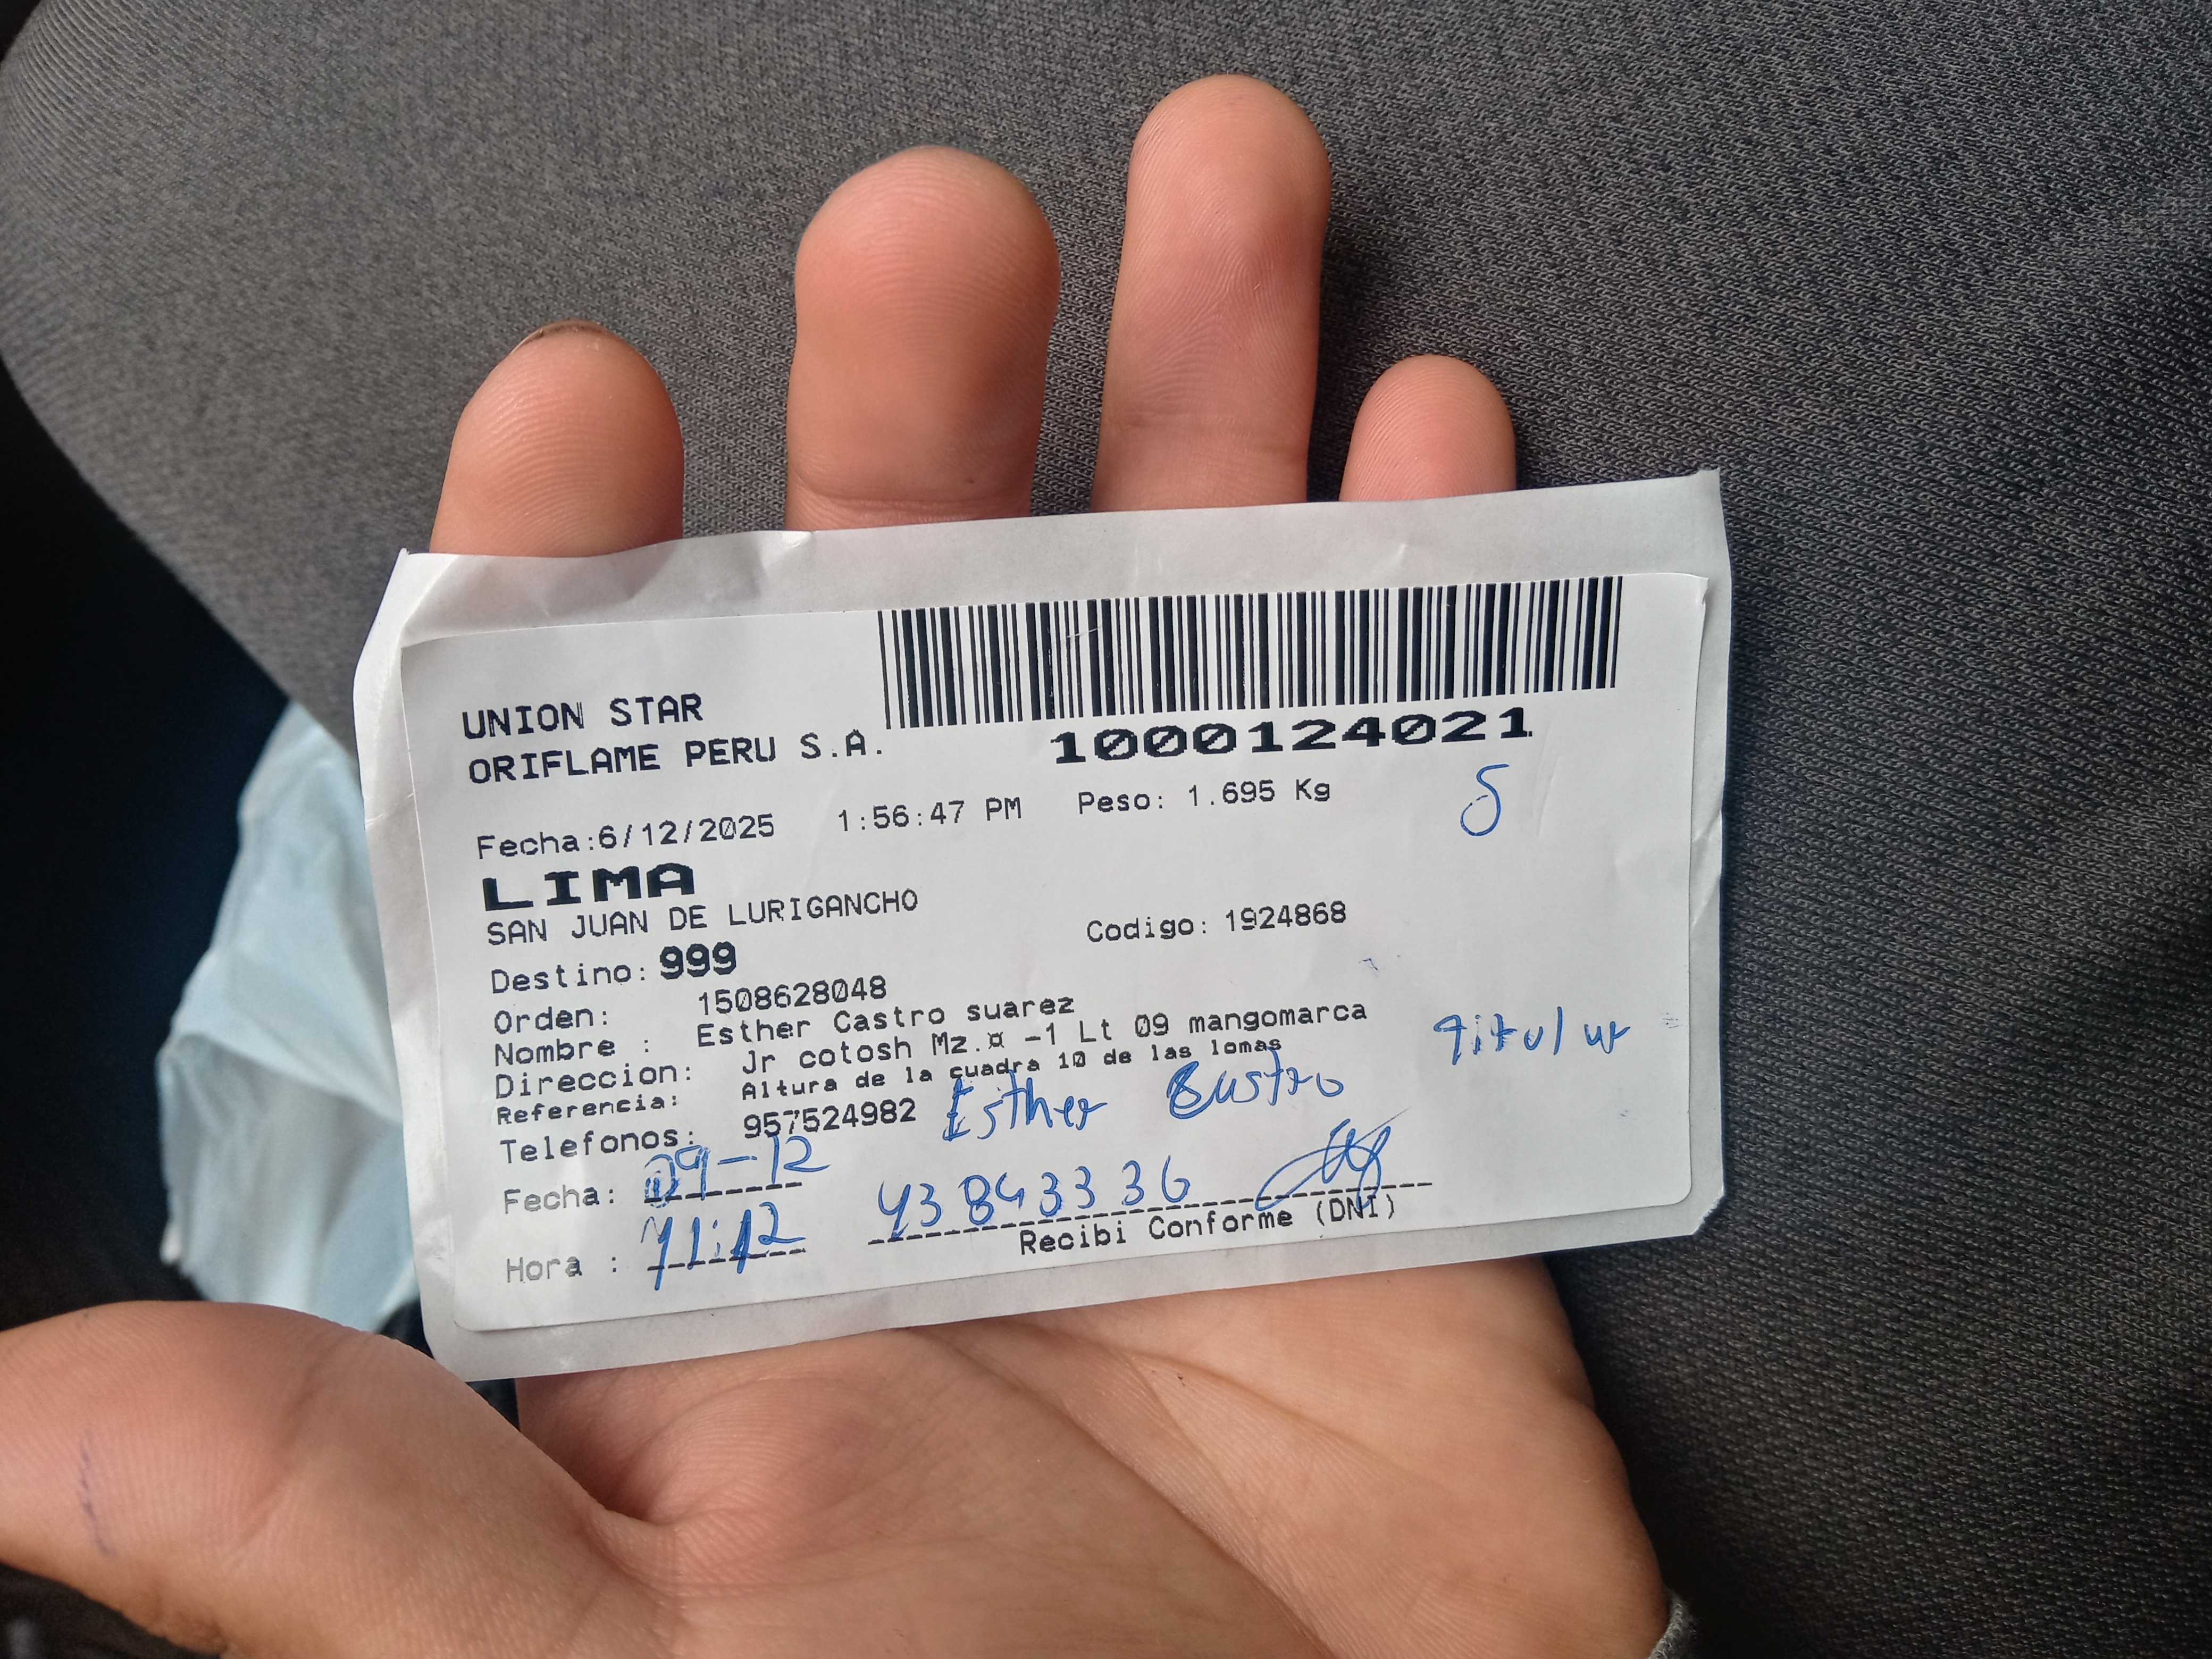 UNION STAR
ORIFLAME PERU S.A.
1000124021
Fecha:6/12/2025 1:56:47 PM Peso: 1.695 Kg
5
LIMA
SAN JUAN DE LURIGANCHO
Codigo: 1924868
Destino: 999
Orden: 1508628048
Nombre : Esther Castro suarez
Direccion: Jr cotosh Mz.¤ -1 Lt 09 mangomarca
Referencia: Altura de la cuadra 10 de las lomas
Titular
Telefonos: 957524982 Esther Castro
Fecha: 09-12
43843336
Hora : 11:12
Recibi Conforme (DNI)